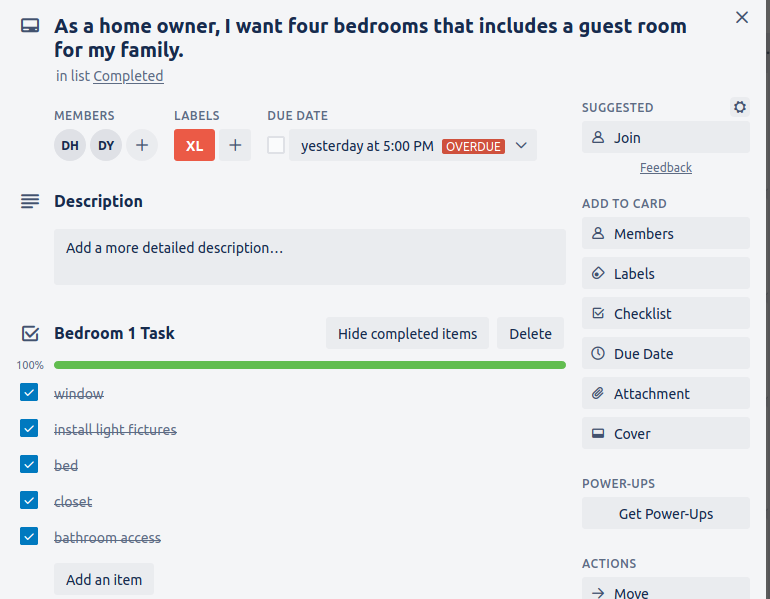 As a home owner, I want four bedrooms that includes a guest room
for my family.
in list Completed
MEMBERS
DH DY +
LABELS
XL +
DUE DATE
yesterday at 5:00 PM OVERDUE
Description
Add a more detailed description…
Bedroom 1 Task
Hide completed items
Delete
100%
window
install light fictures
bed
closet
bathroom access
Add an item
SUGGESTED
Join
Feedback
ADD TO CARD
Members
Labels
Checklist
Due Date
Attachment
Cover
POWER-UPS
Get Power-Ups
ACTIONS
Move